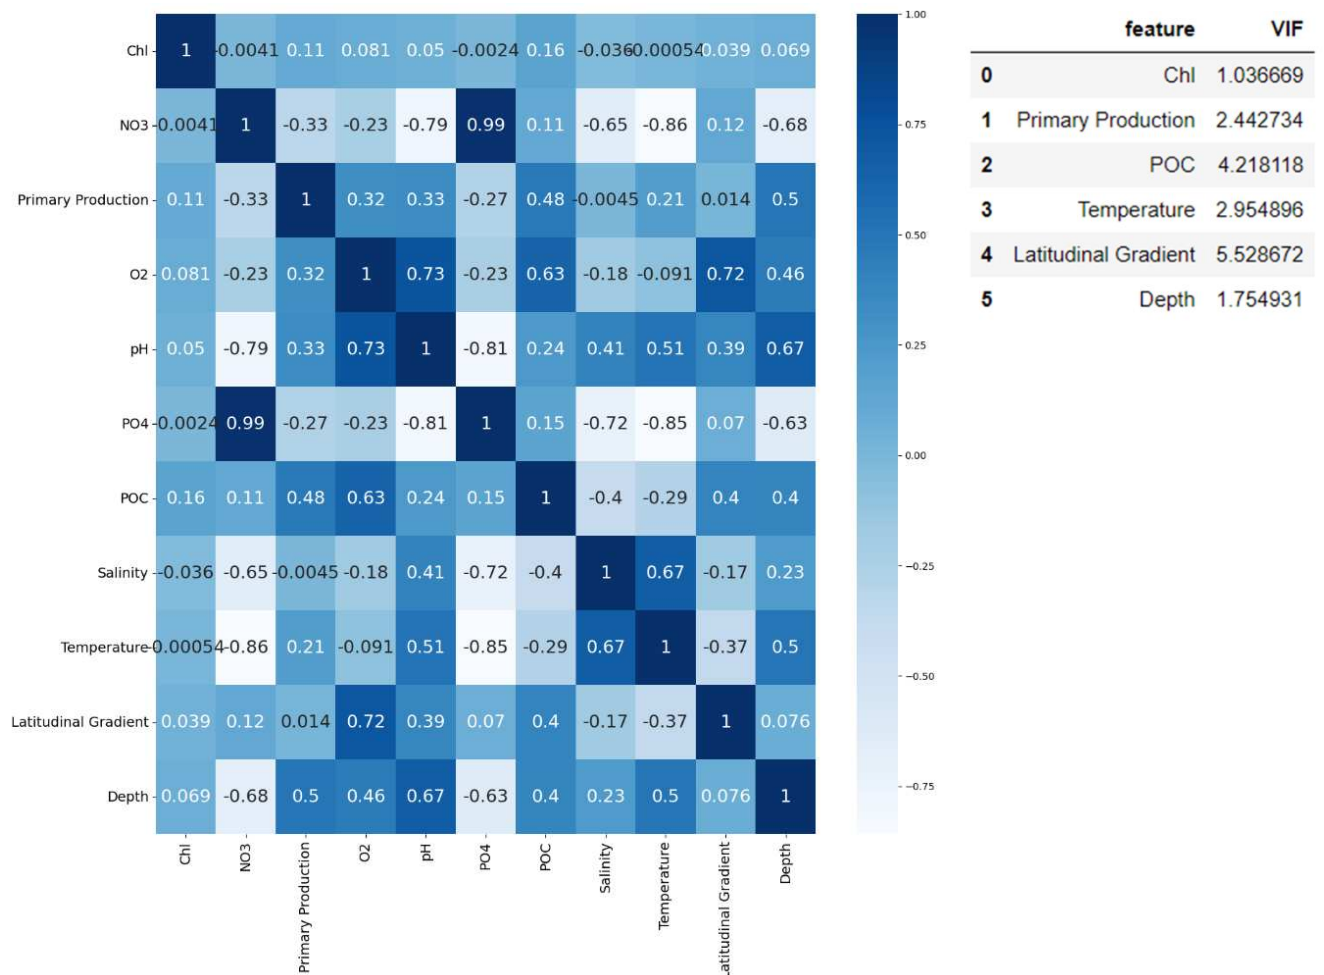 Chl 1 -0.0041 0.11 0.081 0.05 -0.0024 0.16 -0.036 -0.00054 0.039 0.069
NO3 -0.0041 1 -0.33 -0.23 -0.79 0.99 0.11 -0.65 -0.86 0.12 -0.68
Primary Production 0.11 -0.33 1 0.32 0.33 -0.27 0.48 -0.0045 0.21 0.014 0.5
O2 0.081 -0.23 0.32 1 0.73 -0.23 0.63 -0.18 -0.091 0.72 0.46
pH 0.05 -0.79 0.33 0.73 1 -0.81 0.24 0.41 0.51 0.39 0.67
PO4 -0.0024 0.99 -0.27 -0.23 -0.81 1 0.15 -0.72 -0.85 0.07 -0.63
POC 0.16 0.11 0.48 0.63 0.24 0.15 1 -0.4 -0.29 0.4 0.4
Salinity -0.036 -0.65 -0.0045 -0.18 0.41 -0.72 -0.4 1 0.67 -0.17 0.23
Temperature -0.00054 -0.86 0.21 -0.091 0.51 -0.85 -0.29 0.67 1 -0.37 0.5
Latitudinal Gradient 0.039 0.12 0.014 0.72 0.39 0.07 0.4 -0.17 -0.37 1 0.076
Depth 0.069 -0.68 0.5 0.46 0.67 -0.63 0.4 0.23 0.5 0.076 1
Chl
NO3
Primary Production
O2
pH
PO4
POC
Salinity
Temperature
atitudinal Gradient
Depth
1.00
0.75
0.50
0.25
0.00
-0.25
-0.50
-0.75
feature VIF
0 Chl 1.036669
1 Primary Production 2.442734
2 POC 4.218118
3 Temperature 2.954896
4 Latitudinal Gradient 5.528672
5 Depth 1.754931